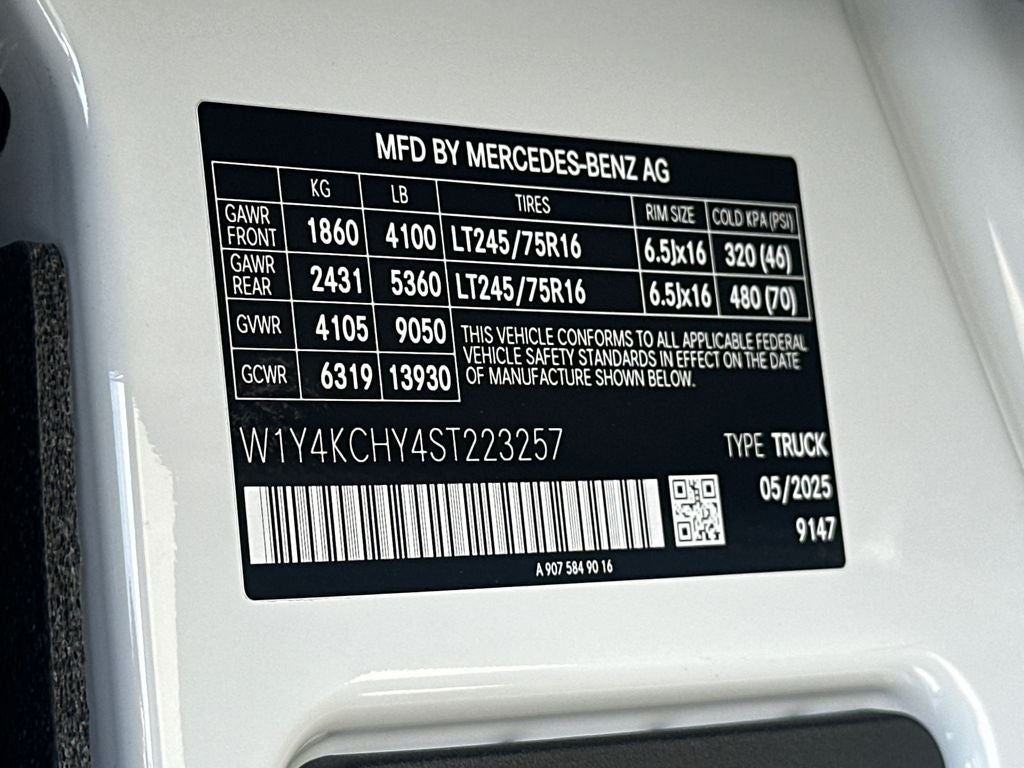 MFD BY MERCEDES-BENZ AG
KG LB TIRES RIM SIZE COLD KPA (PSI)
GAWR FRONT 1860 4100 LT245/75R16 6.5Jx16 320 (46)
GAWR REAR 2431 5360 LT245/75R16 6.5Jx16 480 (70)
GVWR 4105 9050
GCWR 6319 13930
THIS VEHICLE CONFORMS TO ALL APPLICABLE FEDERAL
VEHICLE SAFETY STANDARDS IN EFFECT ON THE DATE
OF MANUFACTURE SHOWN BELOW.
W1Y4KCHY4ST223257
TYPE TRUCK
05/2025
9147
A 907 584 90 16